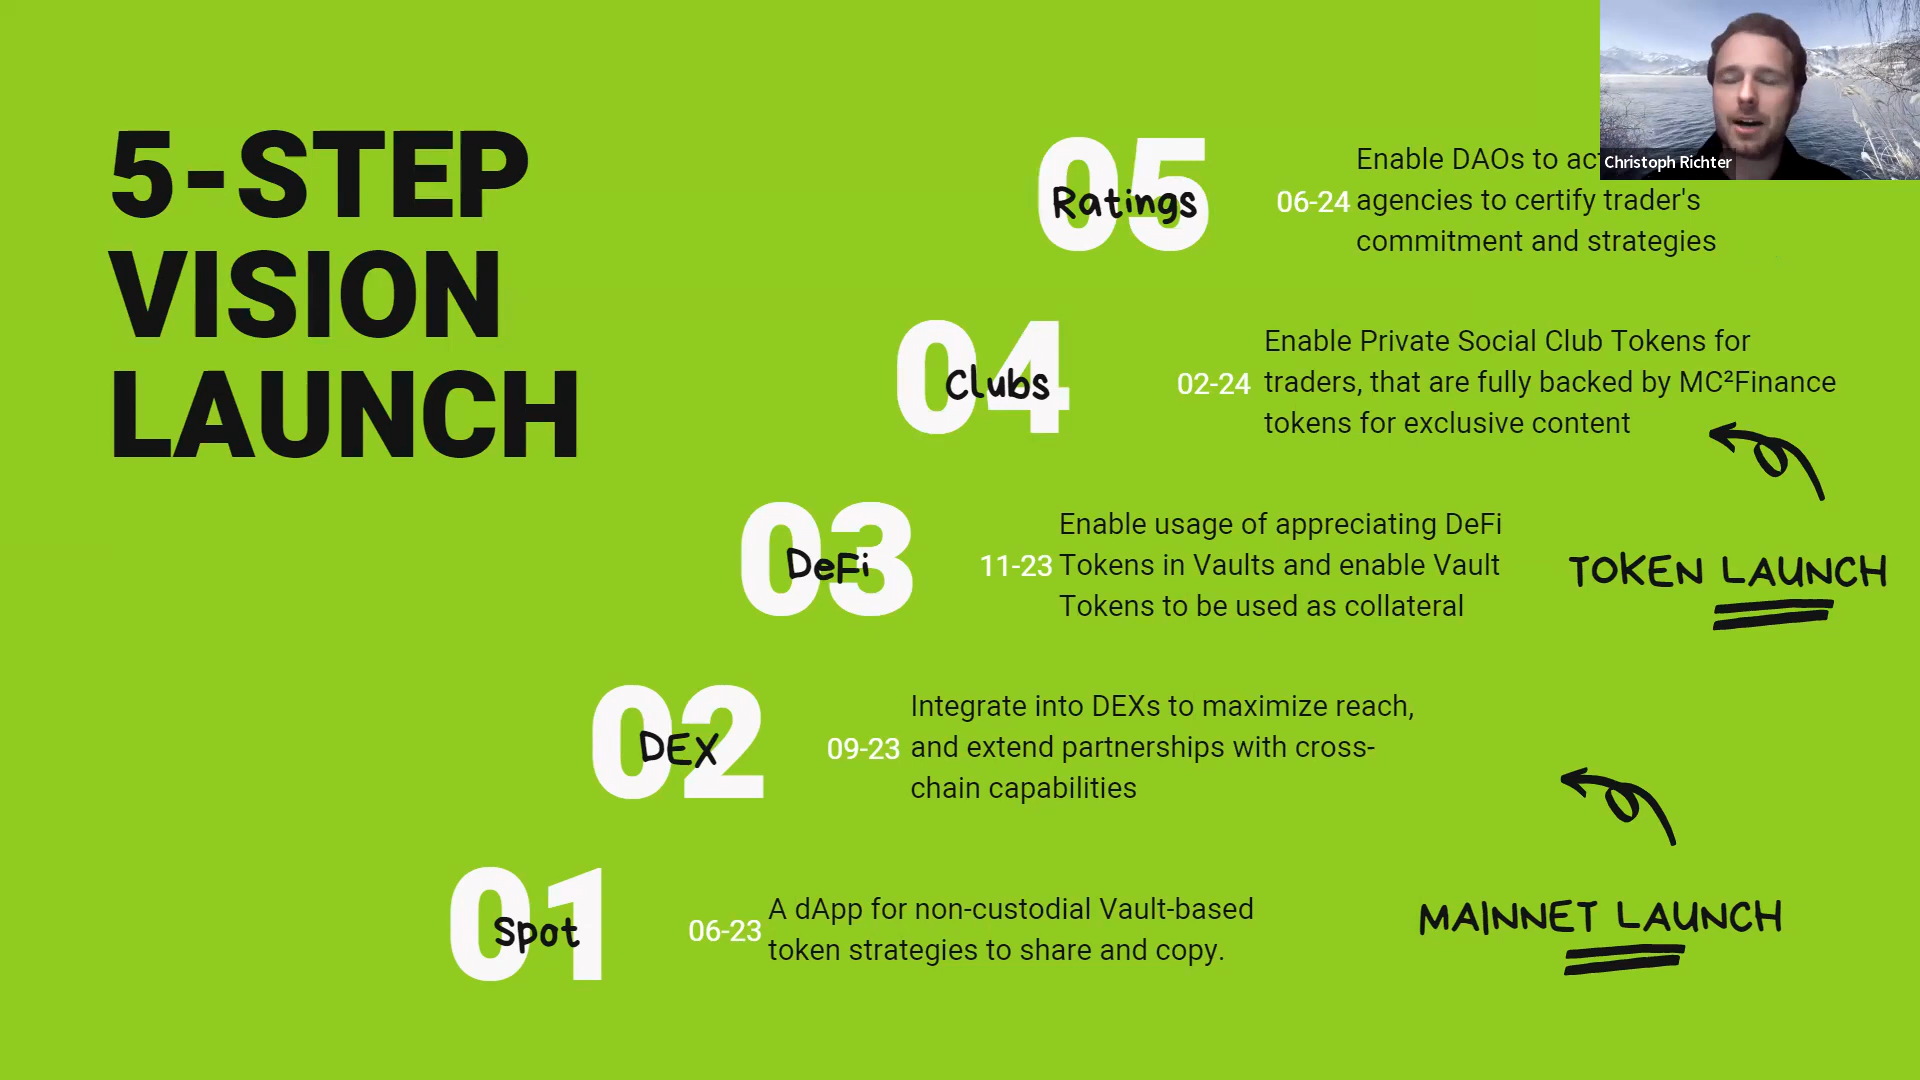 5-STEP
VISION
LAUNCH
05
Ratings
06-24
Enable DAOs to
agencies to certify trader's
commitment and strategies
Christoph Richter
04
Clubs
02-24
Enable Private Social Club Tokens for
traders, that are fully backed by MC²Finance
tokens for exclusive content
03
DeFi
11-23
Enable usage of appreciating DeFi
Tokens in Vaults and enable Vault
Tokens to be used as collateral
TOKEN LAUNCH
02
DEX
09-23
Integrate into DEXs to maximize reach,
and extend partnerships with cross-
chain capabilities
01
Spot
06-23
A dApp for non-custodial Vault-based
token strategies to share and copy.
MAINNET LAUNCH